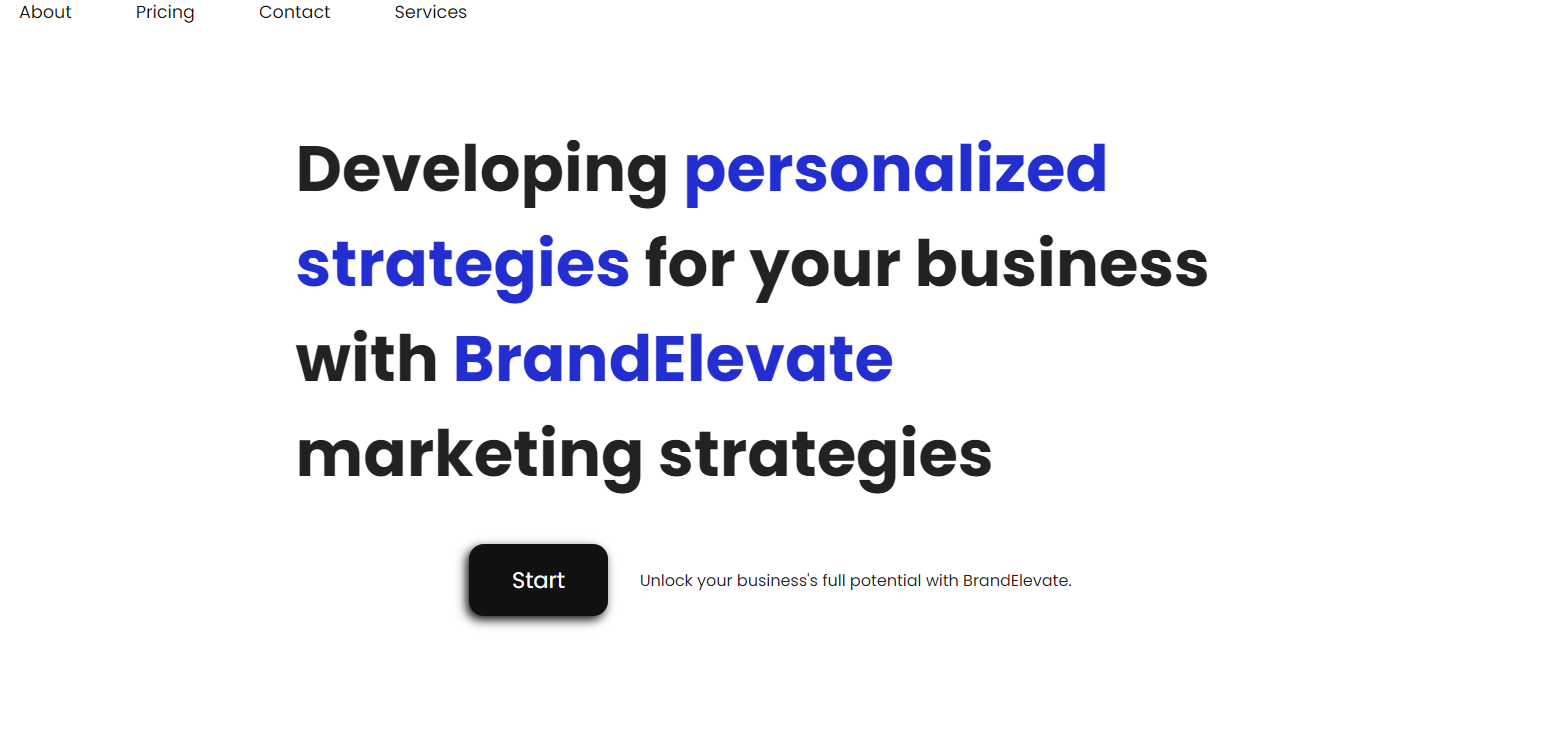 About Pricing Contact Services
Developing personalized
strategies for your business
with BrandElevate
marketing strategies
Start
Unlock your business's full potential with BrandElevate.